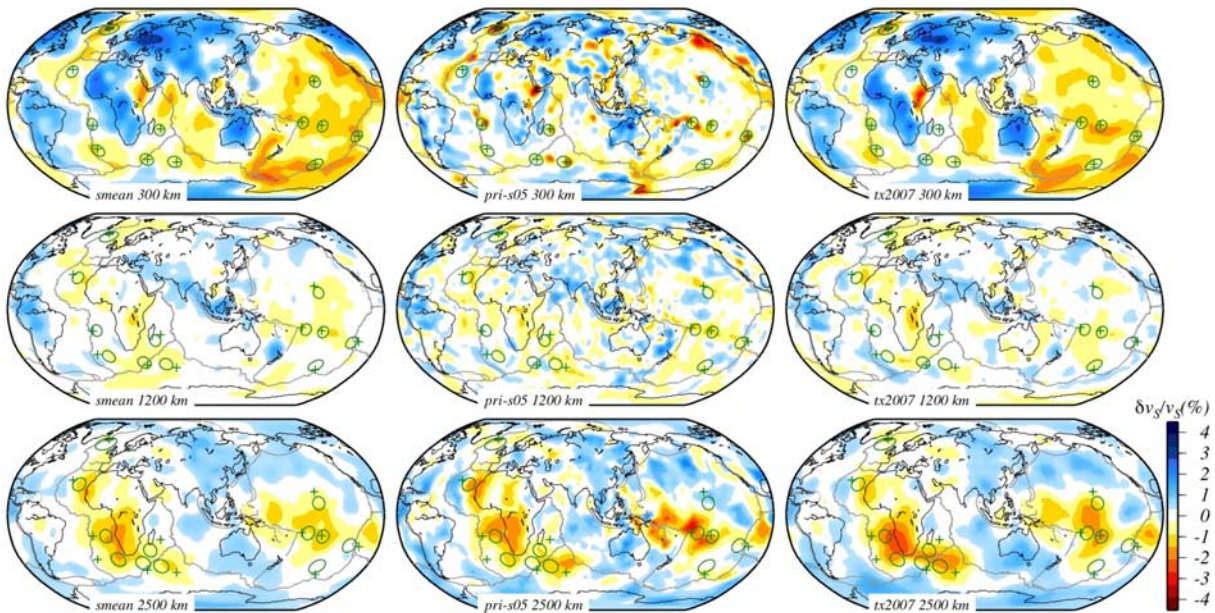 smean 300 km
pri-s05 300 km
tx2007 300 km
smean 1200 km
pri-s05 1200 km
tx2007 1200 km
δvS/vS(%)
4
3
2
1
0
-1
-2
-3
-4
smean 2500 km
pri-s05 2500 km
tx2007 2500 km